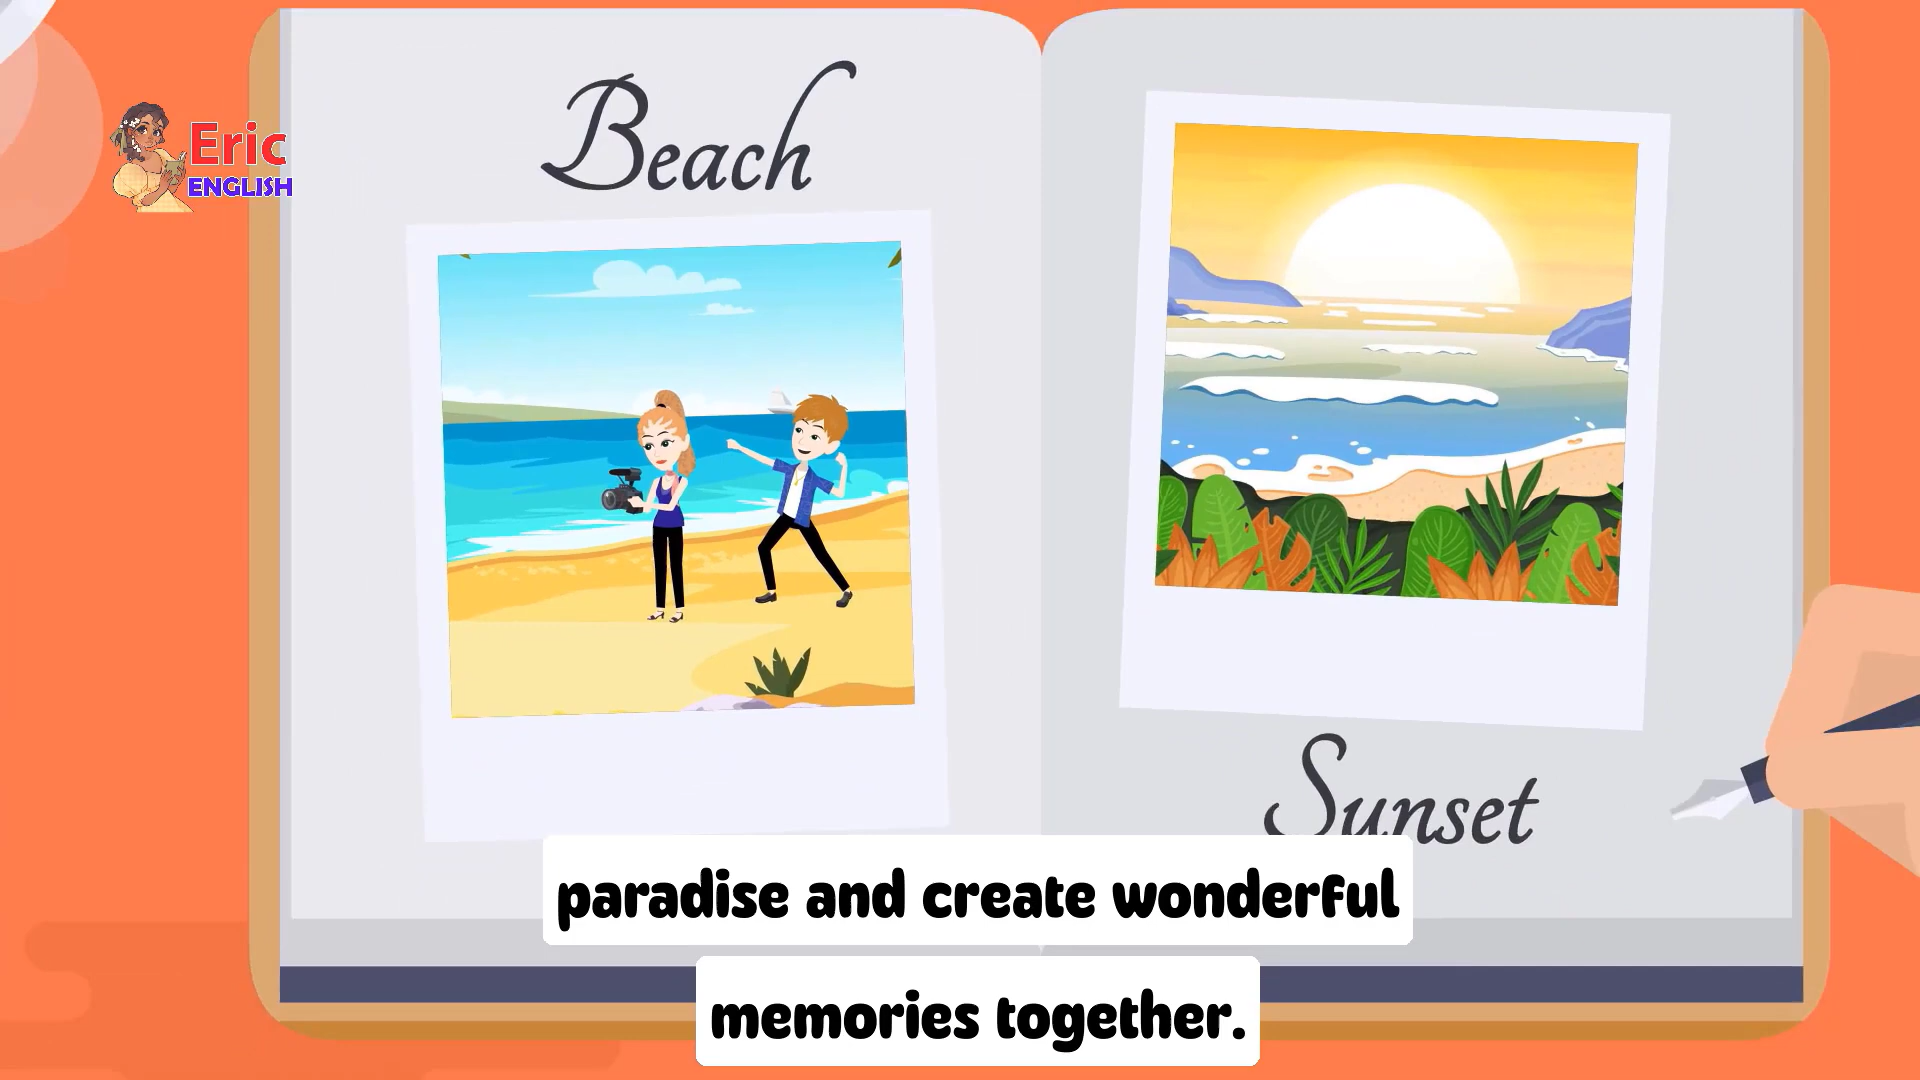 Beach
Eric
ENGLISH
Sunset
paradise and create wonderful
memories together.